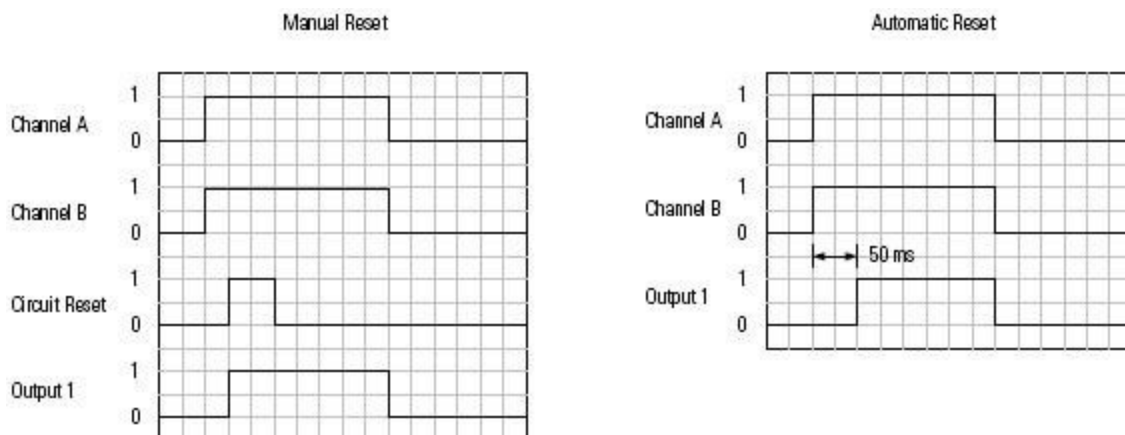 Manual Reset
Channel A
1
0
Channel B
1
0
Circuit Reset
1
0
Output 1
1
0
Automatic Reset
Channel A
1
0
Channel B
1
0
50 ms
Output 1
1
0